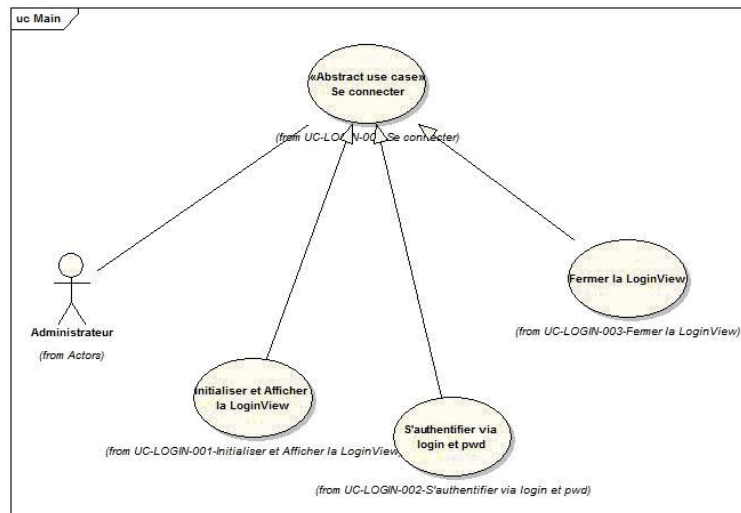 uc Main
«Abstract use case»
Se connecter
(from UC-LOGIN-00 -Se connecter)
Fermer la LoginView
(from UC-LOGIN-003-Fermer la LoginView)
Administrateur
(from Actors)
Initialiser et Afficher
la LoginView
(from UC-LOGIN-001-Initialiser et Afficher la LoginView
S'authentifier via
login et pwd
(from UC-LOGIN-002-S'authentifier via login et pwd)